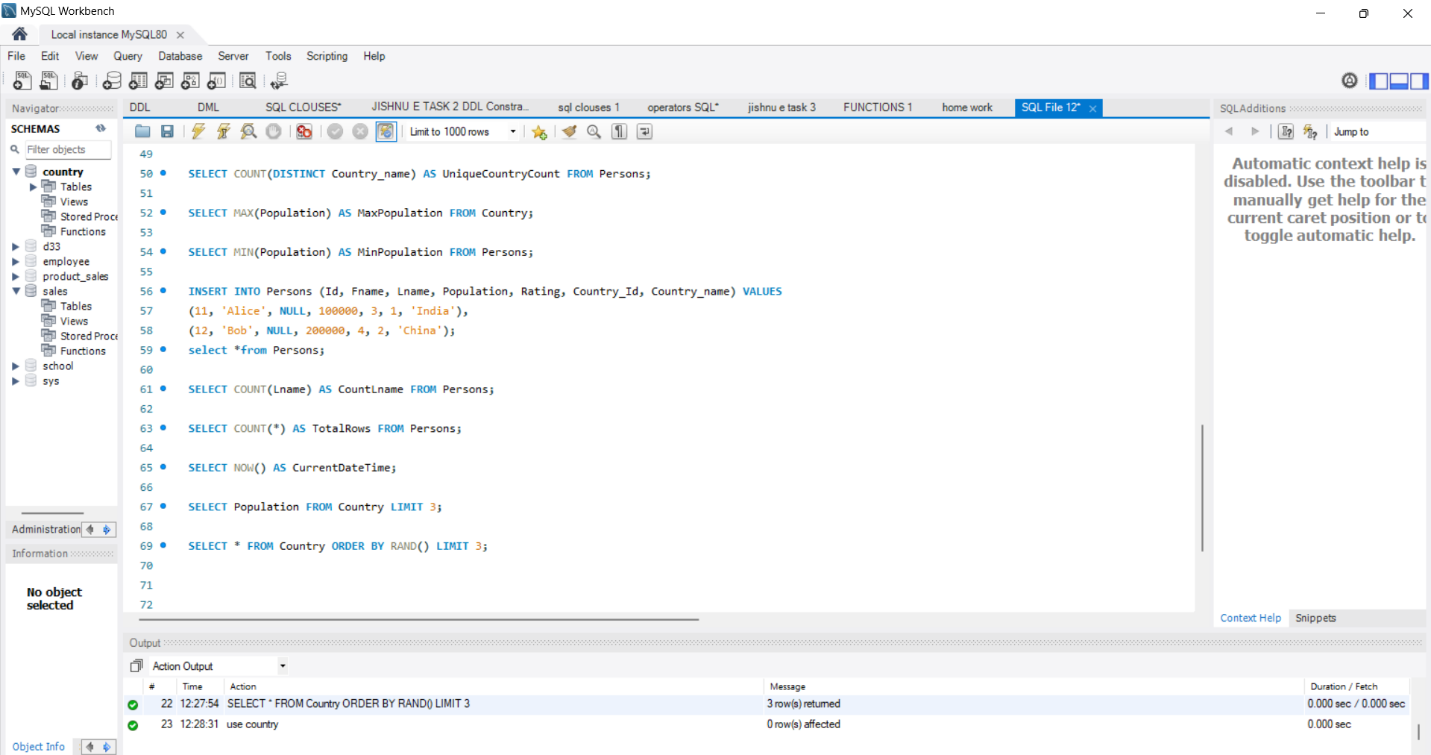 MySQL Workbench
Local instance MySQL80
File Edit View Query Database Server Tools Scripting Help
Navigator
SCHEMAS
Filter objects
country
Tables
Views
Stored Proce
Functions
d33
employee
product_sales
sales
Tables
Views
Stored Proce
Functions
school
sys
Administration
Information
No object
selected
Object Info
DDL DML SQL CLOUSES* JISHNU E TASK 2 DDL Constra... sql clouses 1 operators SQL* jishnu e task 3 FUNCTIONS 1 home work SQL File 12*
Limit to 1000 rows
49
50 SELECT COUNT(DISTINCT Country_name) AS UniqueCountryCount FROM Persons;
51
52 SELECT MAX(Population) AS MaxPopulation FROM Country;
53
54 SELECT MIN(Population) AS MinPopulation FROM Persons;
55
56 INSERT INTO Persons (Id, Fname, Lname, Population, Rating, Country_Id, Country_name) VALUES
57 (11, 'Alice', NULL, 100000, 3, 1, 'India'),
58 (12, 'Bob', NULL, 200000, 4, 2, 'China');
59 select *from Persons;
60
61 SELECT COUNT(Lname) AS CountLname FROM Persons;
62
63 SELECT COUNT(*) AS TotalRows FROM Persons;
64
65 SELECT NOW() AS CurrentDateTime;
66
67 SELECT Population FROM Country LIMIT 3;
68
69 SELECT * FROM Country ORDER BY RAND() LIMIT 3;
70
71
72
SQLAdditions
Jump to
Automatic context help is
disabled. Use the toolbar t
manually get help for the
current caret position or to
toggle automatic help.
Context Help Snippets
Output
Action Output
# Time Action Message Duration / Fetch
22 12:27:54 SELECT * FROM Country ORDER BY RAND() LIMIT 3 3 row(s) returned 0.000 sec / 0.000 sec
23 12:28:31 use country 0 row(s) affected 0.000 sec